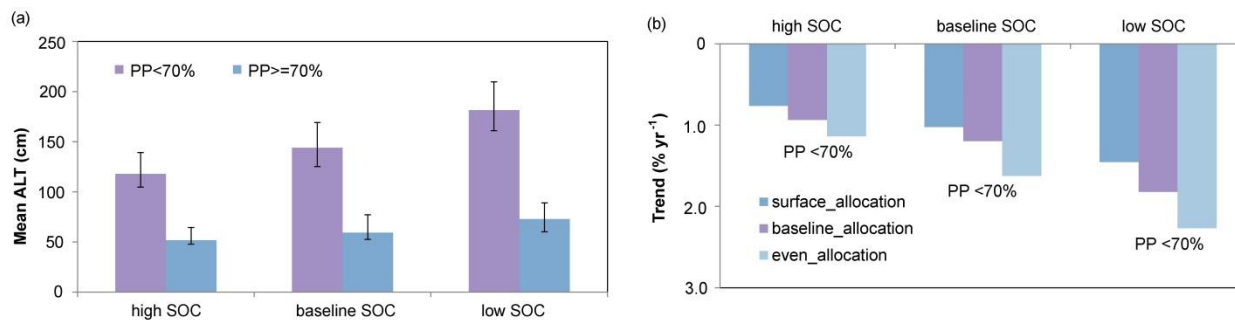 (a)
250
200
150
100
50
0
Mean ALT (cm)
PP<70%
PP>=70%
high SOC
baseline SOC
low SOC
(b)
high SOC
baseline SOC
low SOC
0
1.0
2.0
3.0
Trend (% yr -1)
PP <70%
PP <70%
PP <70%
surface_allocation
baseline_allocation
even_allocation